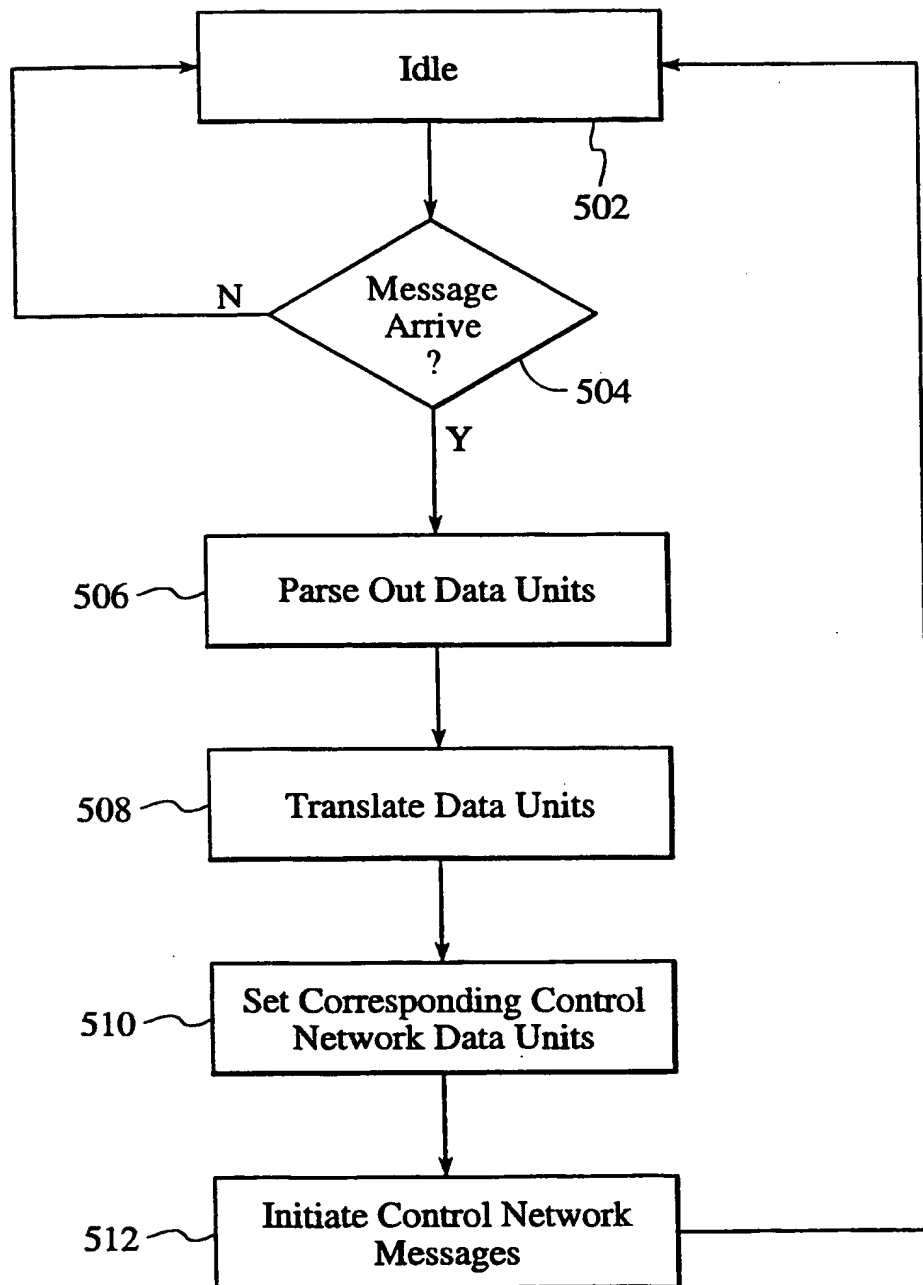 Idle
502
N
Message
Arrive
?
504
Y
506
Parse Out Data Units
508
Translate Data Units
510
Set Corresponding Control
Network Data Units
512
Initiate Control Network
Messages